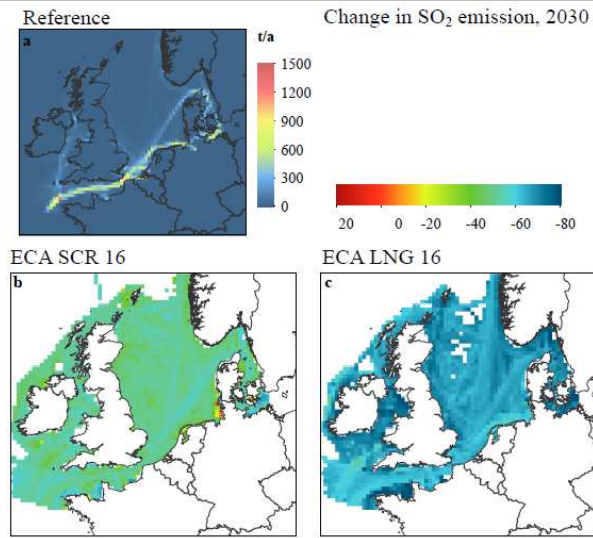 Reference
Change in SO₂ emission, 2030
a
t/a
1500
1200
900
600
300
0
20 0 -20 -40 -60 -80
ECA SCR 16
ECA LNG 16
b
c